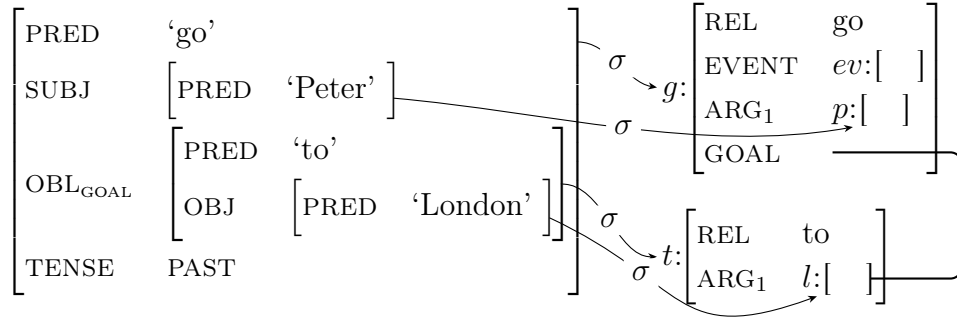 PRED ‘go’
SUBJ [PRED ‘Peter’]
OBL_GOAL [PRED ‘to’
OBJ [PRED ‘London’]]
TENSE PAST
σ
σ
σ
σ
g: [REL go
EVENT ev:[ ]
ARG₁ p:[ ]
GOAL]
t: [REL to
ARG₁ l:[ ]]